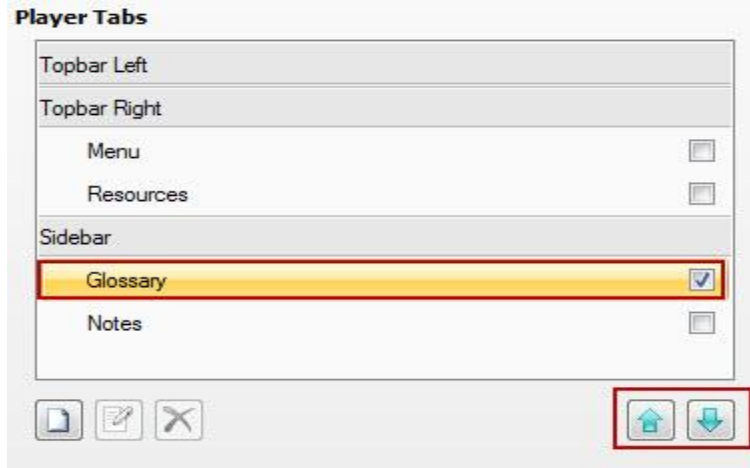 Player Tabs
Topbar Left
Topbar Right
Menu
Resources
Sidebar
Glossary
Notes